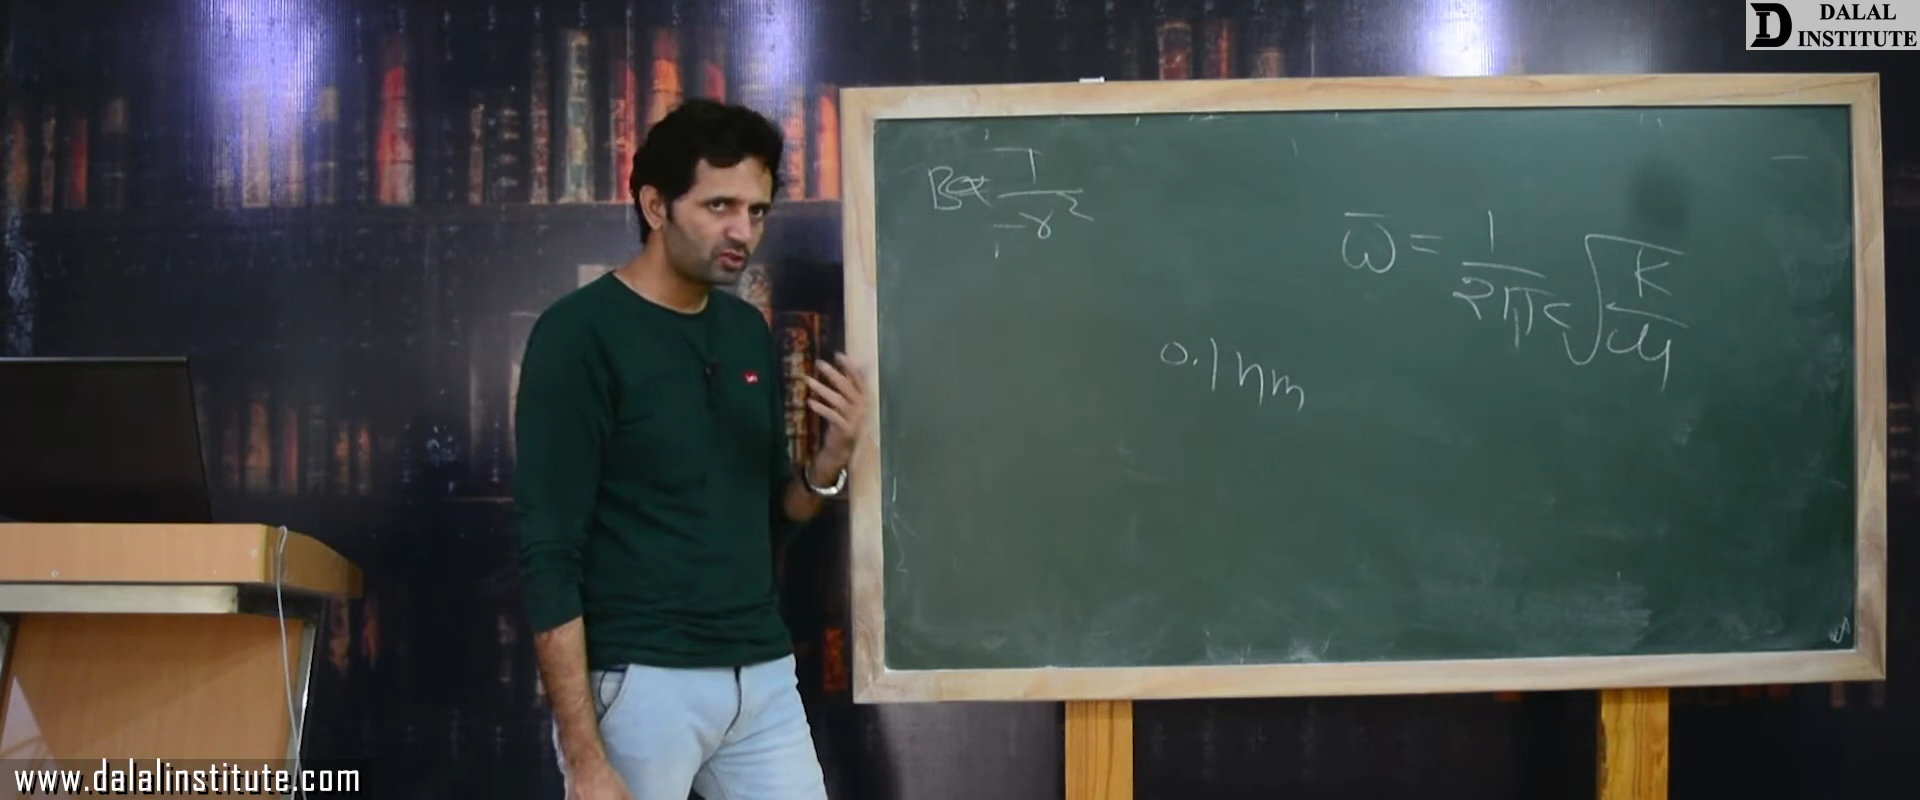 DALAL
INSTITUTE
B ∝ 1/r²
ω̄ = 1/2πc √K/μ
0.1 nm
www.dalalinstitute.com